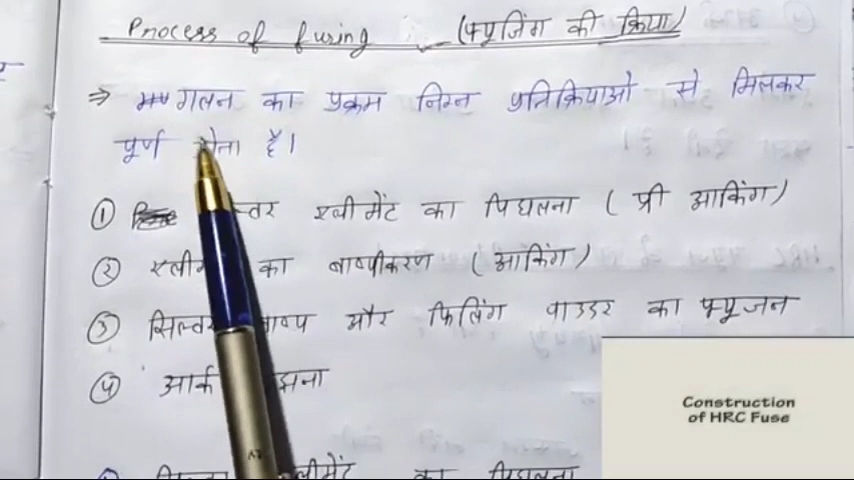 Process of fusing (फ्यूजिंग की क्रिया)
⇒ गलन का प्रक्रम निम्न प्रतिक्रियाओ से मिलकर
पूर्ण है।
① एलीमेंट का पिघलना (प्री आर्किंग)
② का बाष्पीकरण (आर्किंग)
③ और फिलिंग पाउडर का फ्यूजन
④ आर्क
एलीमेंट का पिघलना
Construction
of HRC Fuse